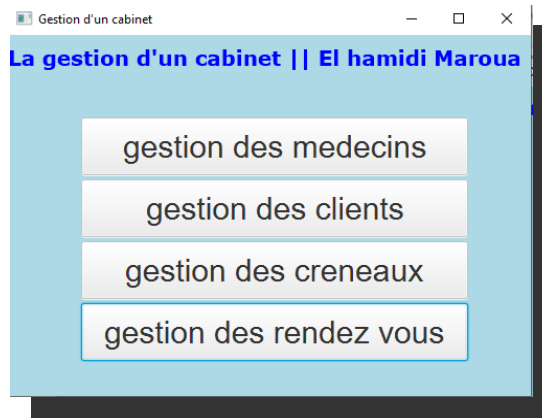 Gestion d'un cabinet
La gestion d'un cabinet || El hamidi Maroua
gestion des medecins
gestion des clients
gestion des creneaux
gestion des rendez vous